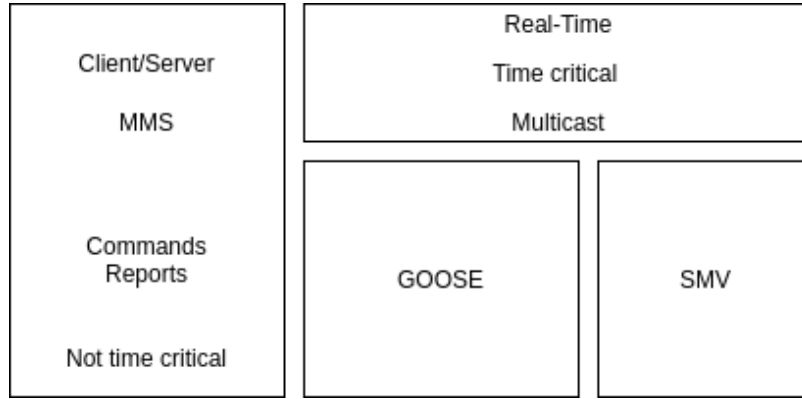 Client/Server
MMS
Commands
Reports
Not time critical
Real-Time
Time critical
Multicast
GOOSE
SMV